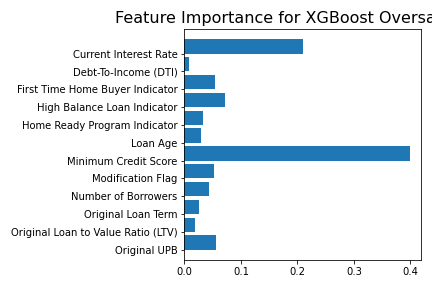 Feature Importance for XGBoost Oversa
Current Interest Rate
Debt-To-Income (DTI)
First Time Home Buyer Indicator
High Balance Loan Indicator
Home Ready Program Indicator
Loan Age
Minimum Credit Score
Modification Flag
Number of Borrowers
Original Loan Term
Original Loan to Value Ratio (LTV)
Original UPB
0.0 0.1 0.2 0.3 0.4